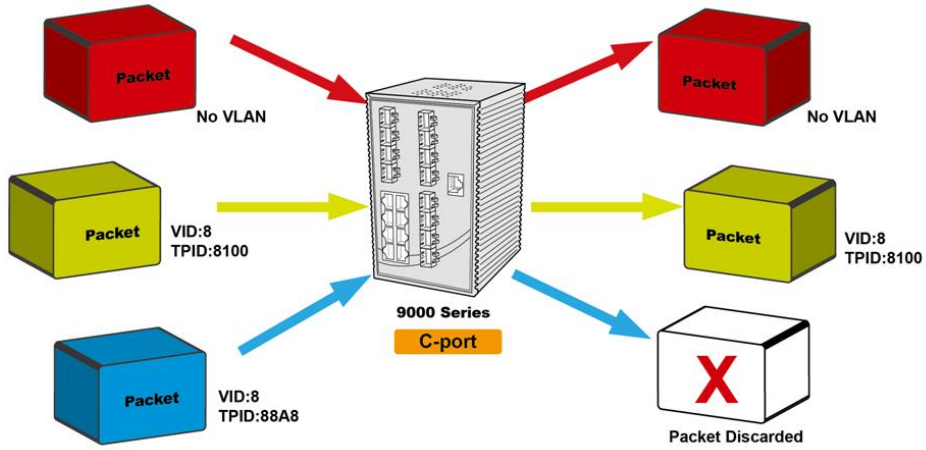 Packet
No VLAN
Packet
No VLAN
Packet
VID:8
TPID:8100
Packet
VID:8
TPID:8100
9000 Series
C-port
Packet
VID:8
TPID:88A8
X
Packet Discarded